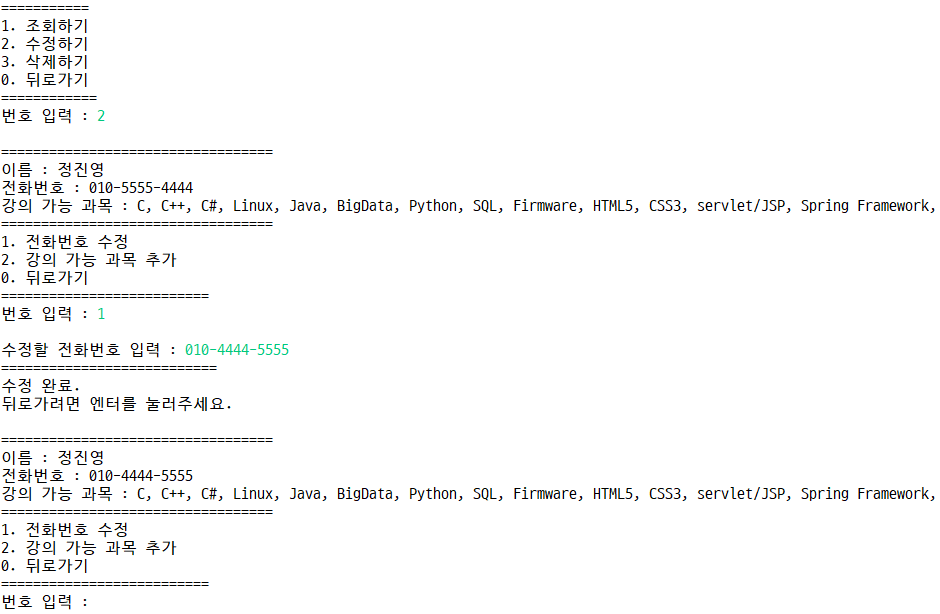 ===========
1. 조회하기
2. 수정하기
3. 삭제하기
0. 뒤로가기
============
번호 입력 : 2
==================================
이름 : 정진영
전화번호 : 010-5555-4444
강의 가능 과목 : C, C++, C#, Linux, Java, BigData, Python, SQL, Firmware, HTML5, CSS3, servlet/JSP, Spring Framework,
==================================
1. 전화번호 수정
2. 강의 가능 과목 추가
0. 뒤로가기
==========================
번호 입력 : 1
수정할 전화번호 입력 : 010-4444-5555
===========================
수정 완료.
뒤로가려면 엔터를 눌러주세요.
==================================
이름 : 정진영
전화번호 : 010-4444-5555
강의 가능 과목 : C, C++, C#, Linux, Java, BigData, Python, SQL, Firmware, HTML5, CSS3, servlet/JSP, Spring Framework,
==================================
1. 전화번호 수정
2. 강의 가능 과목 추가
0. 뒤로가기
==========================
번호 입력 :